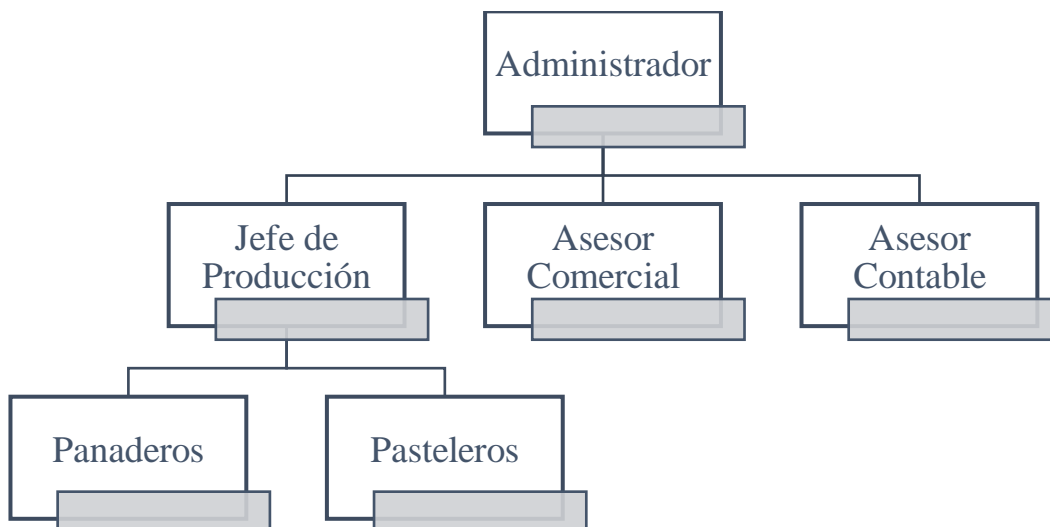 Administrador
Jefe de
Producción
Asesor
Comercial
Asesor
Contable
Panaderos
Pasteleros